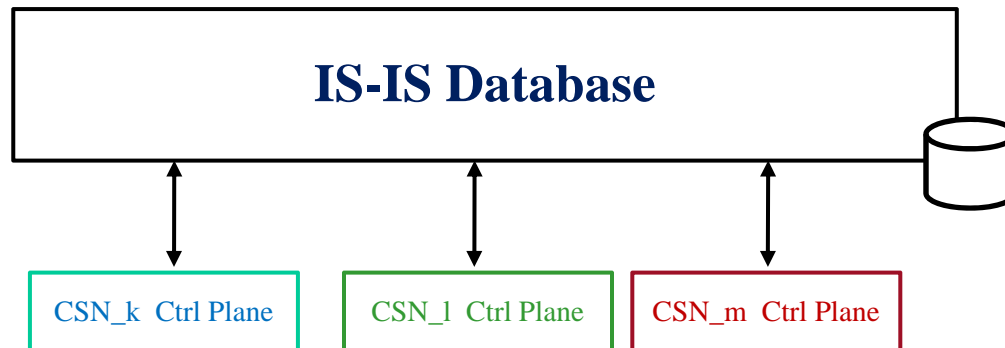 IS-IS Database
CSN_k Ctrl Plane
CSN_l Ctrl Plane
CSN_m Ctrl Plane